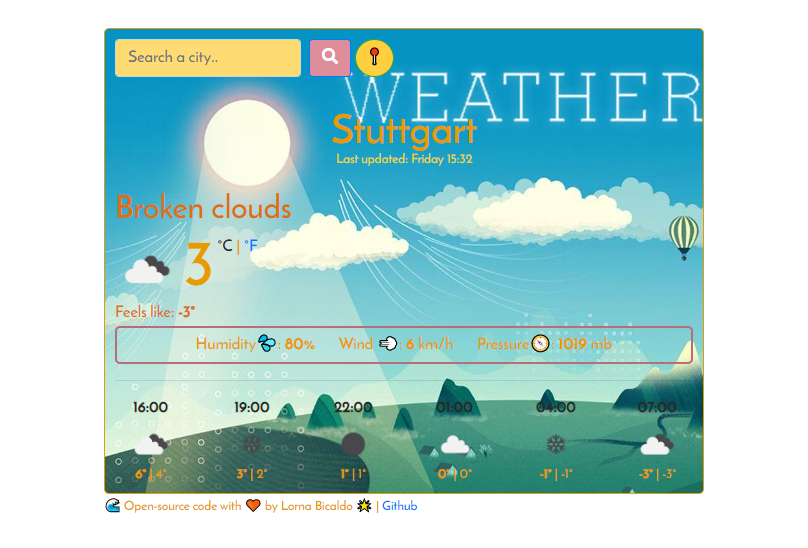 Search a city..
WEATHER
Stuttgart
Last updated: Friday 15:32
Broken clouds
3 °C | °F
Feels like: -3°
Humidity : 80% Wind : 6 km/h Pressure : 1019 mb
16:00 19:00 22:00 01:00 04:00 07:00
6° | 4° 3° | 2° 1° | 1° 0° | 0° -1° | -1° -3° | -3°
Open-source code with by Lorna Bicaldo | Github